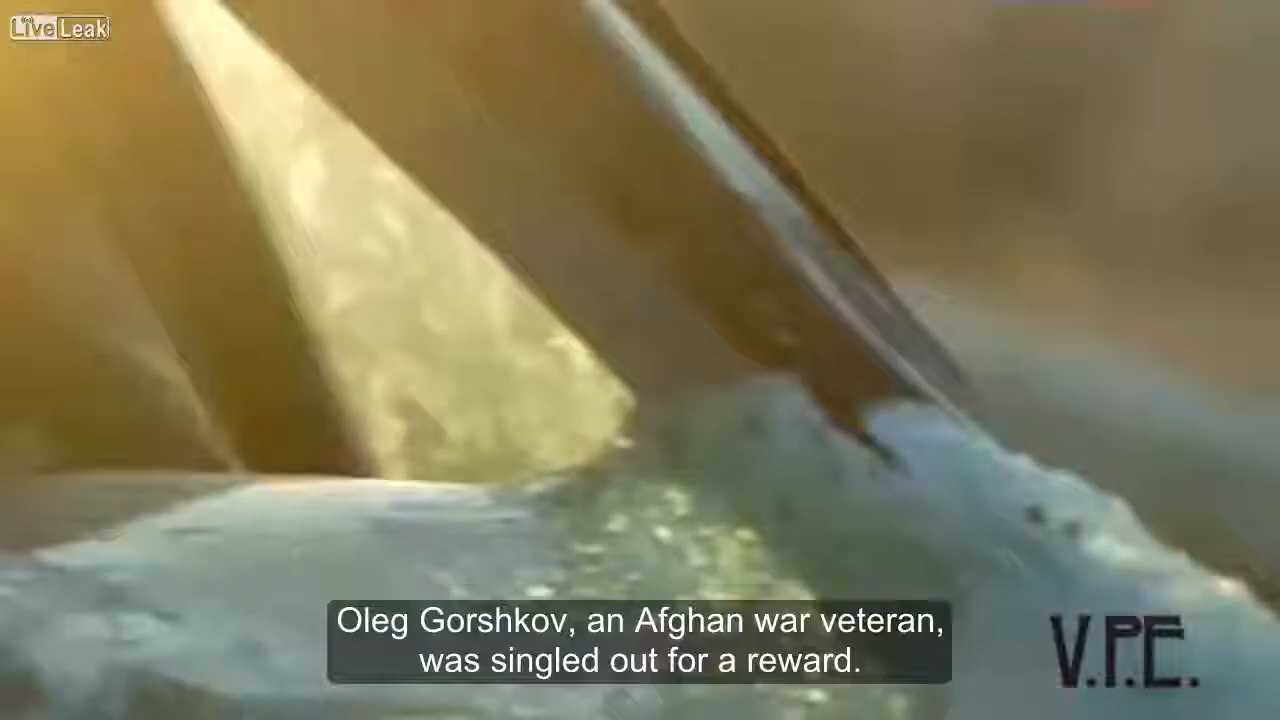 LiveLeak
Oleg Gorshkov, an Afghan war veteran,
was singled out for a reward.
V.P.E.